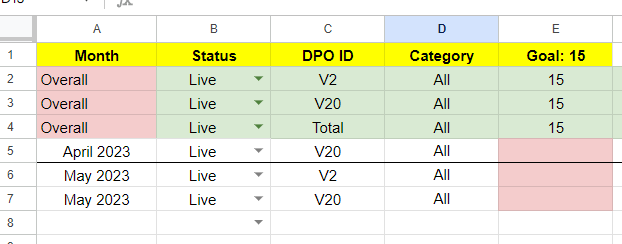 A B C D E
1 Month Status DPO ID Category Goal: 15
2 Overall Live V2 All 15
3 Overall Live V20 All 15
4 Overall Live Total All 15
5 April 2023 Live V20 All
6 May 2023 Live V2 All
7 May 2023 Live V20 All
8